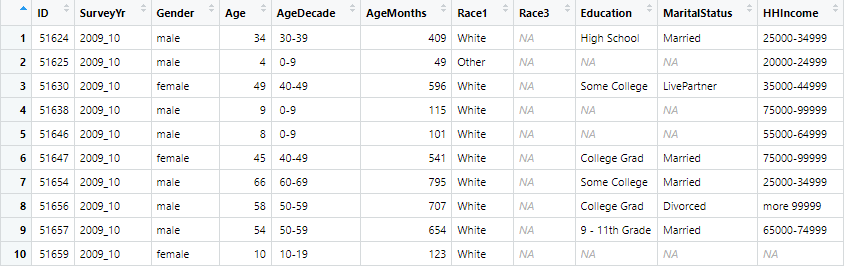 ID SurveyYr Gender Age AgeDecade AgeMonths Race1 Race3 Education MaritalStatus HHIncome
1 51624 2009_10 male 34 30-39 409 White NA High School Married 25000-34999
2 51625 2009_10 male 4 0-9 49 Other NA NA NA 20000-24999
3 51630 2009_10 female 49 40-49 596 White NA Some College LivePartner 35000-44999
4 51638 2009_10 male 9 0-9 115 White NA NA NA 75000-99999
5 51646 2009_10 male 8 0-9 101 White NA NA NA 55000-64999
6 51647 2009_10 female 45 40-49 541 White NA College Grad Married 75000-99999
7 51654 2009_10 male 66 60-69 795 White NA Some College Married 25000-34999
8 51656 2009_10 male 58 50-59 707 White NA College Grad Divorced more 99999
9 51657 2009_10 male 54 50-59 654 White NA 9 - 11th Grade Married 65000-74999
10 51659 2009_10 female 10 10-19 123 White NA NA NA NA